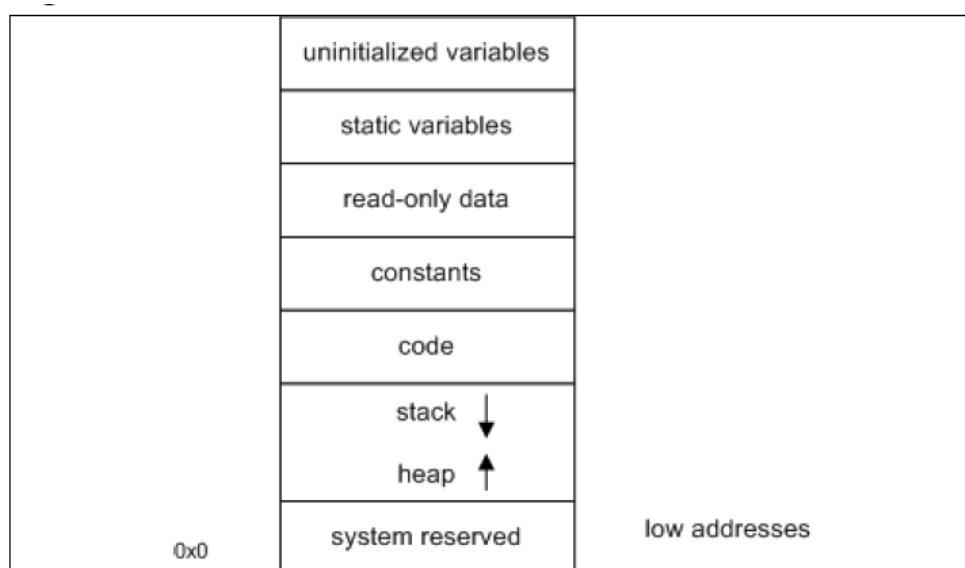 uninitialized variables
static variables
read-only data
constants
code
stack
heap
system reserved
low addresses
0x0